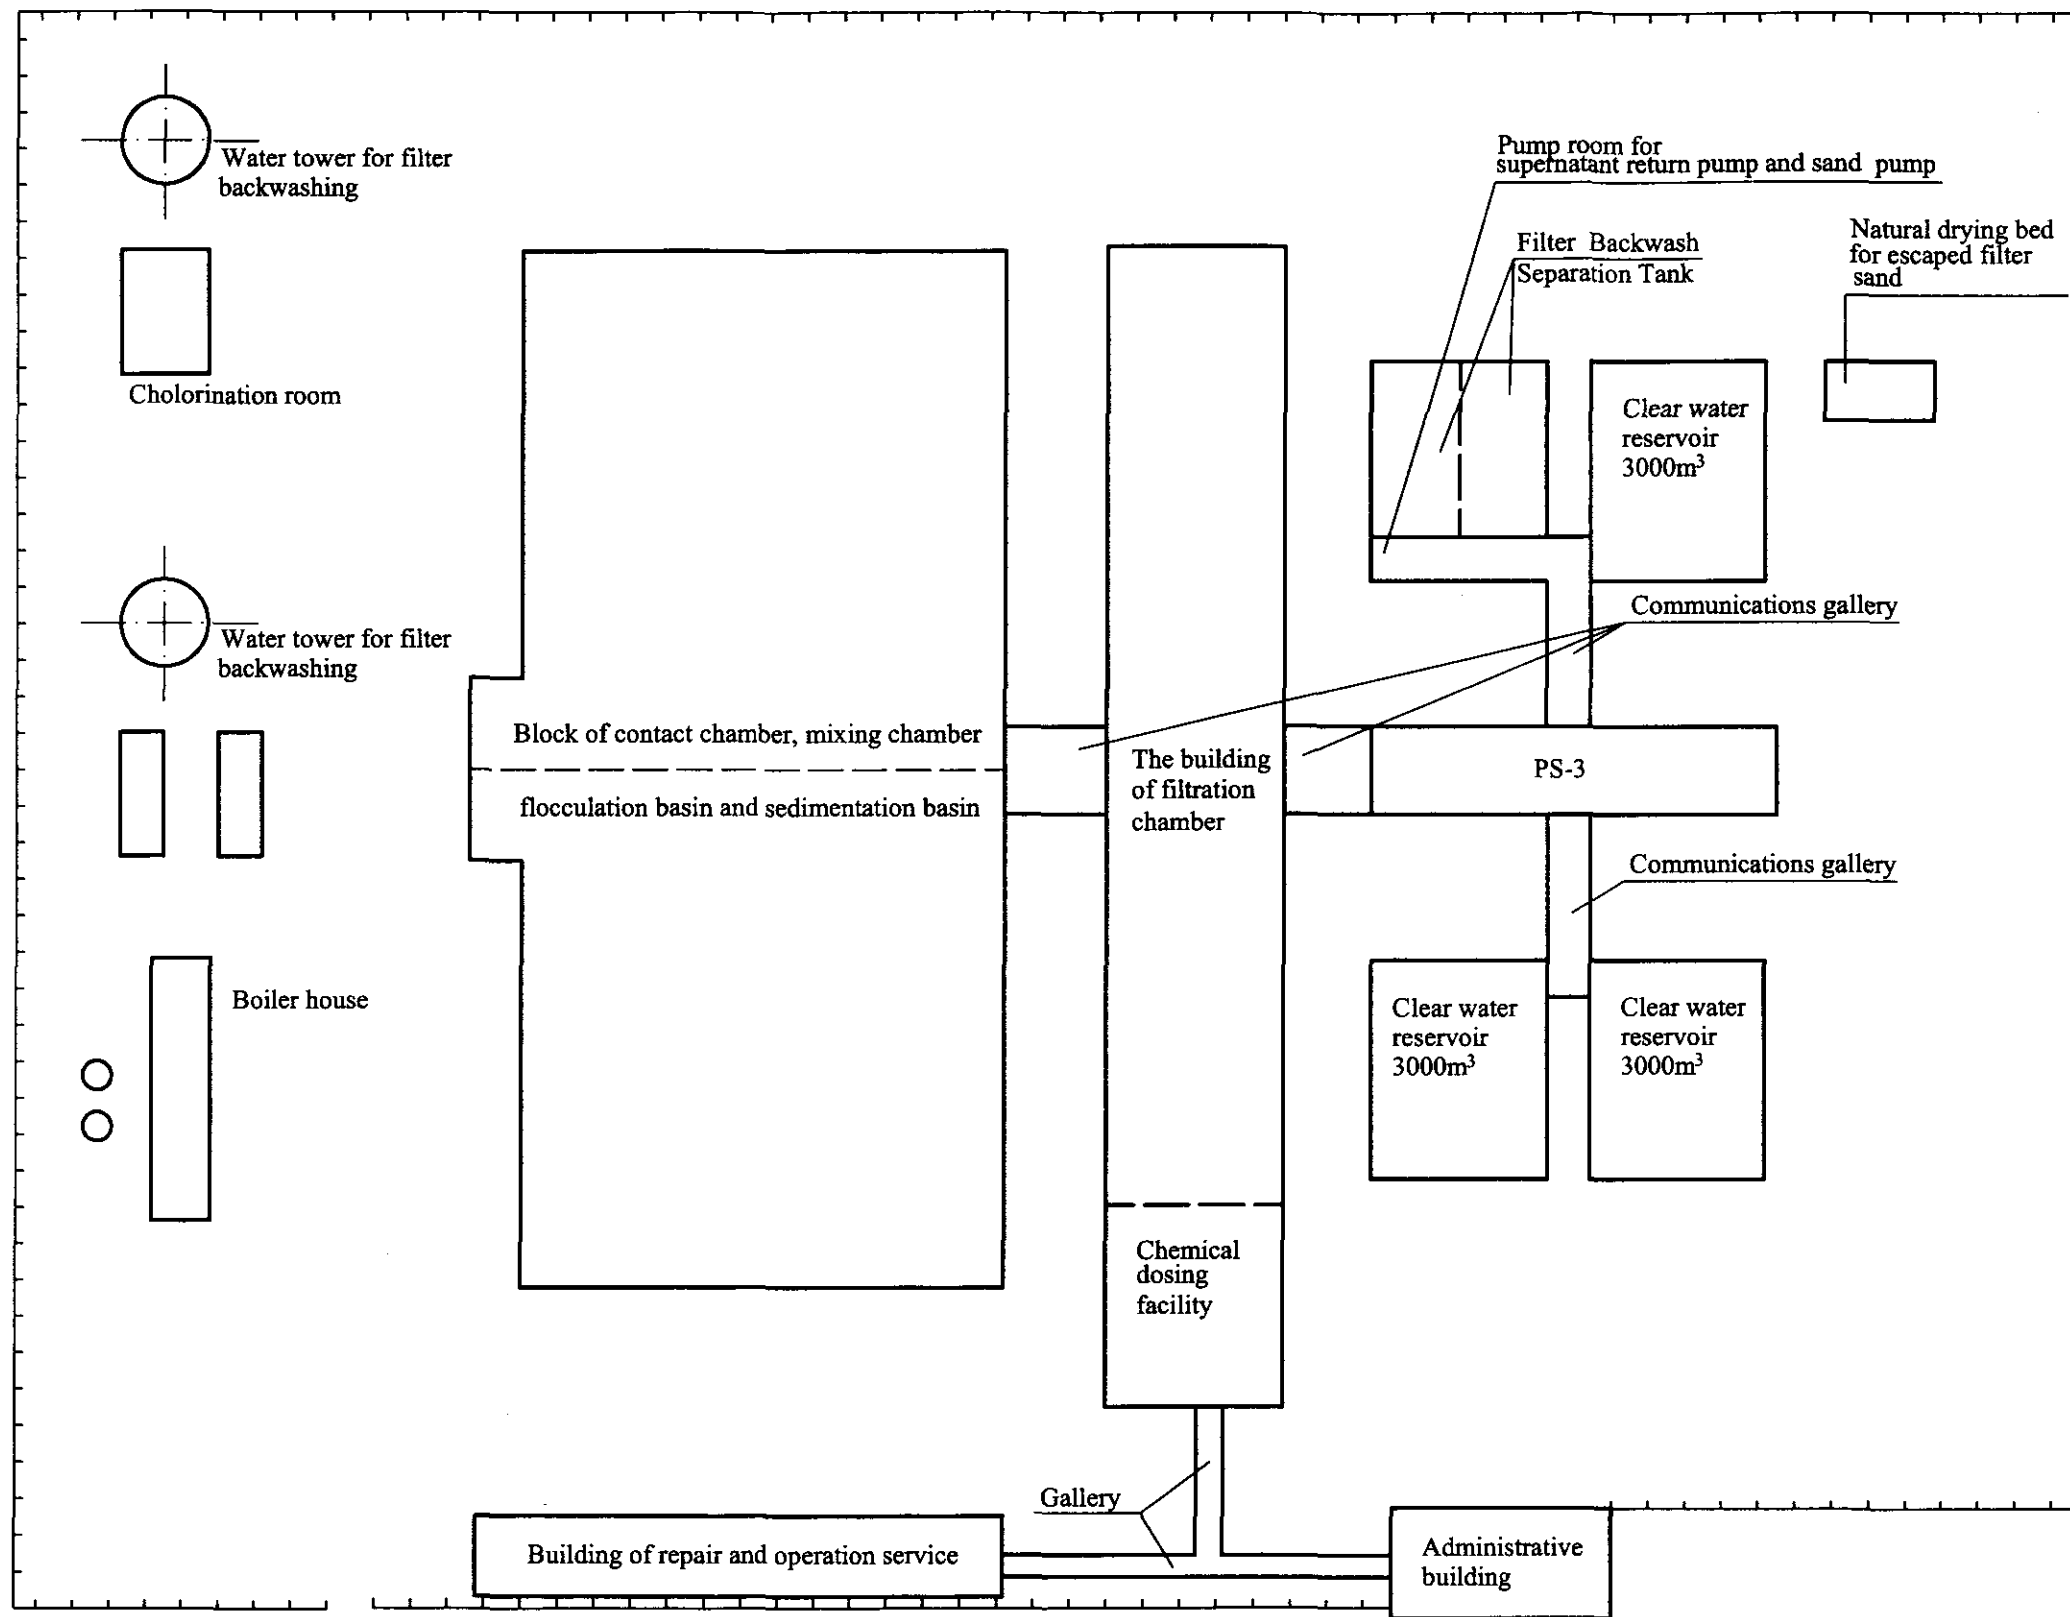 Pump room for
supernatant return pump and sand pump
Water tower for filter
backwashing
Natural drying bed
for escaped filter
sand
Filter Backwash
Separation Tank
Cholorination room
Clear water
reservoir
3000m³
Communications gallery
Water tower for filter
backwashing
Block of contact chamber, mixing chamber
flocculation basin and sedimentation basin
The building
of filtration
chamber
PS-3
Communications gallery
Boiler house
Clear water
reservoir
3000m³
Clear water
reservoir
3000m³
Chemical
dosing
facility
Gallery
Building of repair and operation service
Administrative
building